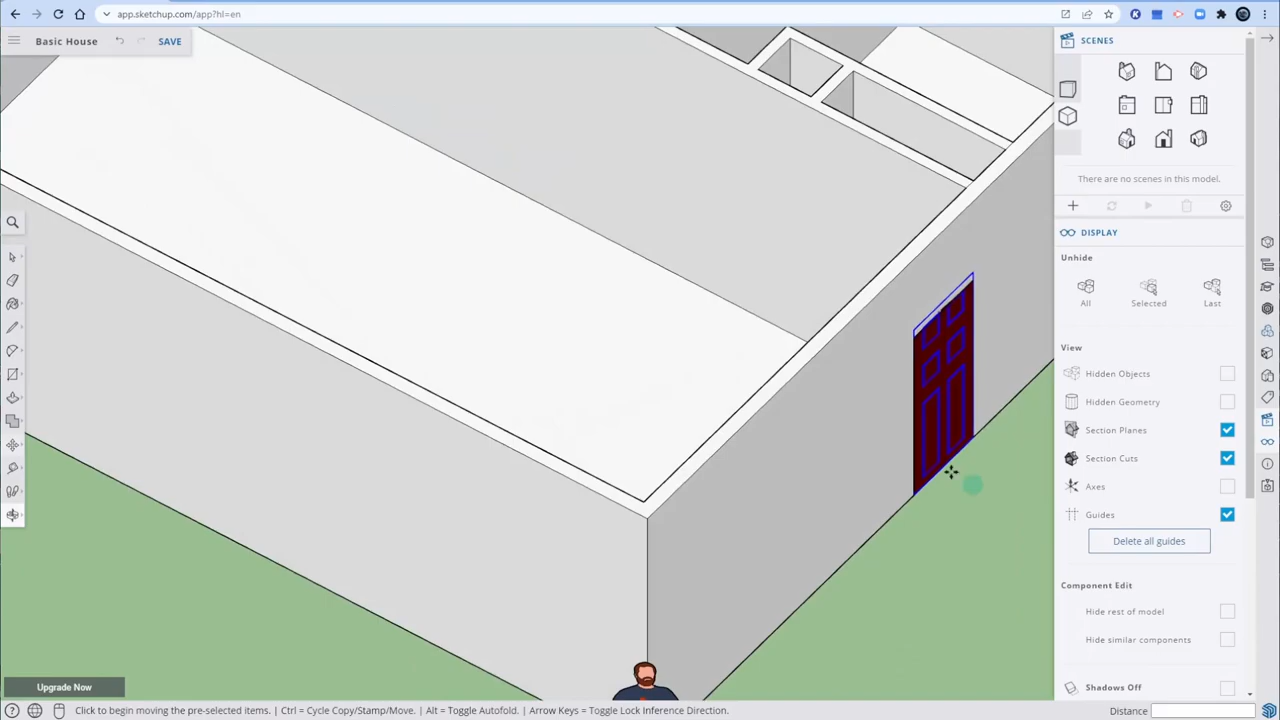 app.sketchup.com/app?hl=en
Basic House
SAVE
SCENES
There are no scenes in this model.
DISPLAY
Unhide
All
Selected
Last
View
Hidden Objects
Hidden Geometry
Section Planes
Section Cuts
Axes
Guides
Delete all guides
Component Edit
Hide rest of model
Hide similar components
Shadows Off
Upgrade Now
Click to begin moving the pre-selected items. | Ctrl = Cycle Copy/Stamp/Move. | Alt = Toggle Autofold. | Arrow Keys = Toggle Lock Inference Direction.
Distance